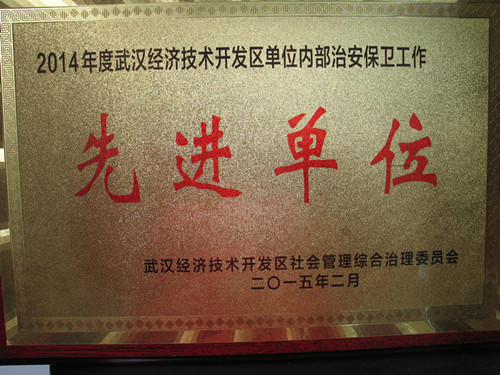 2014年度武汉经济技术开发区单位内部治安保卫工作
先进单位
武汉经济技术开发区社会管理综合治理委员会
二〇一五年二月